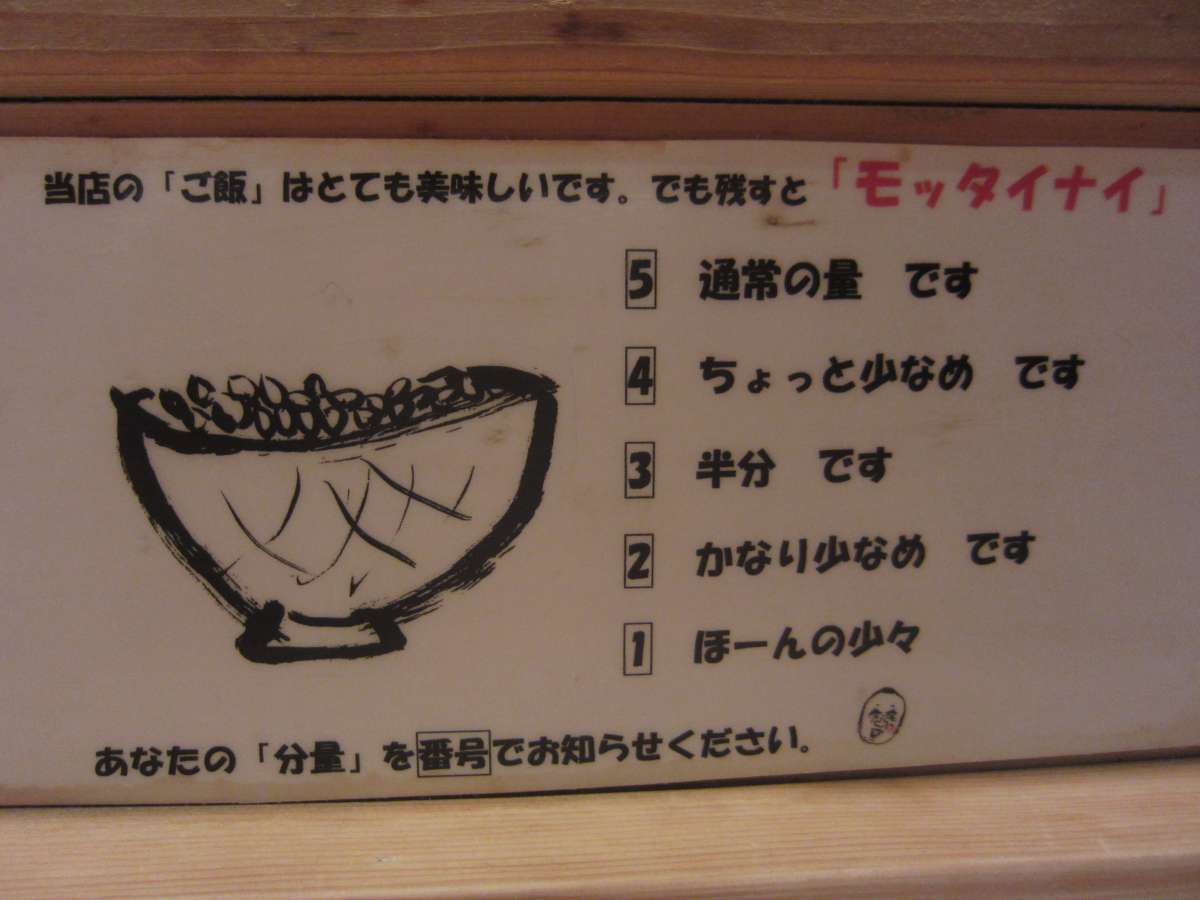 当店の「ご飯」はとても美味しいです。でも残すと「モッタイナイ」
5 通常の量 です
4 ちょっと少なめ です
3 半分 です
2 かなり少なめ です
1 ほーんの少々
あなたの「分量」を番号でお知らせください。